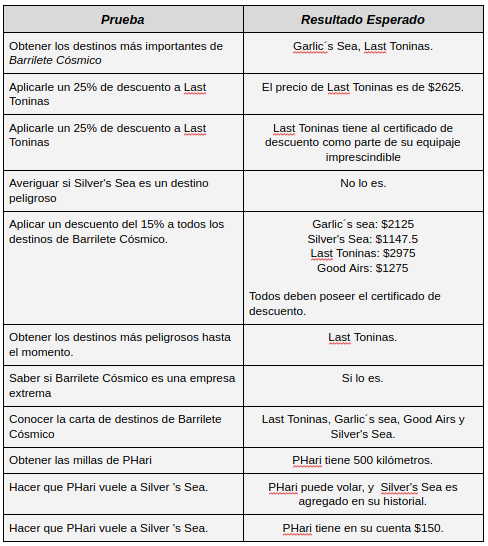 Prueba
Resultado Esperado
Obtener los destinos más importantes de
Barrilete Cósmico
Garlic´s Sea, Last Toninas.
Aplicarle un 25% de descuento a Last
Toninas
El precio de Last Toninas es de $2625.
Aplicarle un 25% de descuento a Last
Toninas
Last Toninas tiene al certificado de
descuento como parte de su equipaje
imprescindible
Averiguar si Silver's Sea es un destino
peligroso
No lo es.
Aplicar un descuento del 15% a todos los
destinos de Barrilete Cósmico.
Garlic´s sea: $2125
Silver's Sea: $1147.5
Last Toninas: $2975
Good Airs: $1275
Todos deben poseer el certificado de
descuento.
Obtener los destinos más peligrosos hasta
el momento.
Last Toninas.
Saber si Barrilete Cósmico es una empresa
extrema
Si lo es.
Conocer la carta de destinos de Barrilete
Cósmico
Last Toninas, Garlic´s sea, Good Airs y
Silver's Sea.
Obtener las millas de PHari
PHari tiene 500 kilómetros.
Hacer que PHari vuele a Silver 's Sea.
PHari puede volar, y Silver's Sea es
agregado en su historial.
Hacer que PHari vuele a Silver 's Sea.
PHari tiene en su cuenta $150.